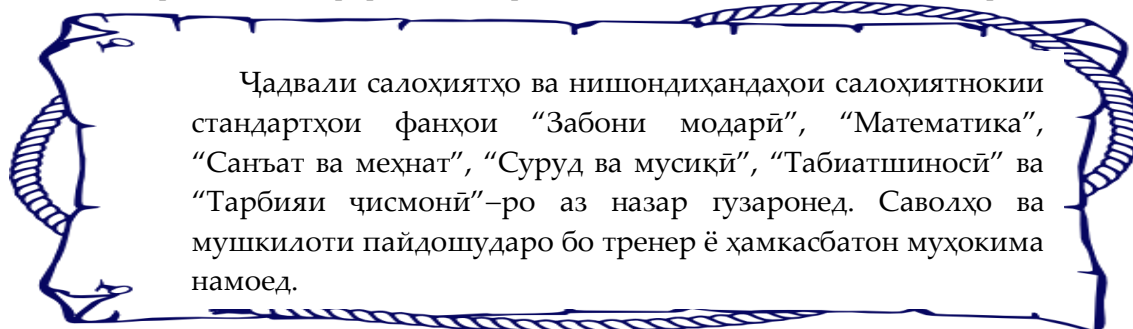 Ҷадвали салоҳиятҳо ва нишондиҳандаҳои салоҳиятнокии
стандартҳои фанҳои “Забони модарӣ”, “Математика”,
“Санъат ва меҳнат”, “Суруд ва мусиқӣ”, “Табиатшиносӣ” ва
“Тарбияи ҷисмонӣ”–ро аз назар гузаронед. Саволҳо ва
мушкилоти пайдошударо бо тренер ё ҳамкасбатон муҳокима
намоед.